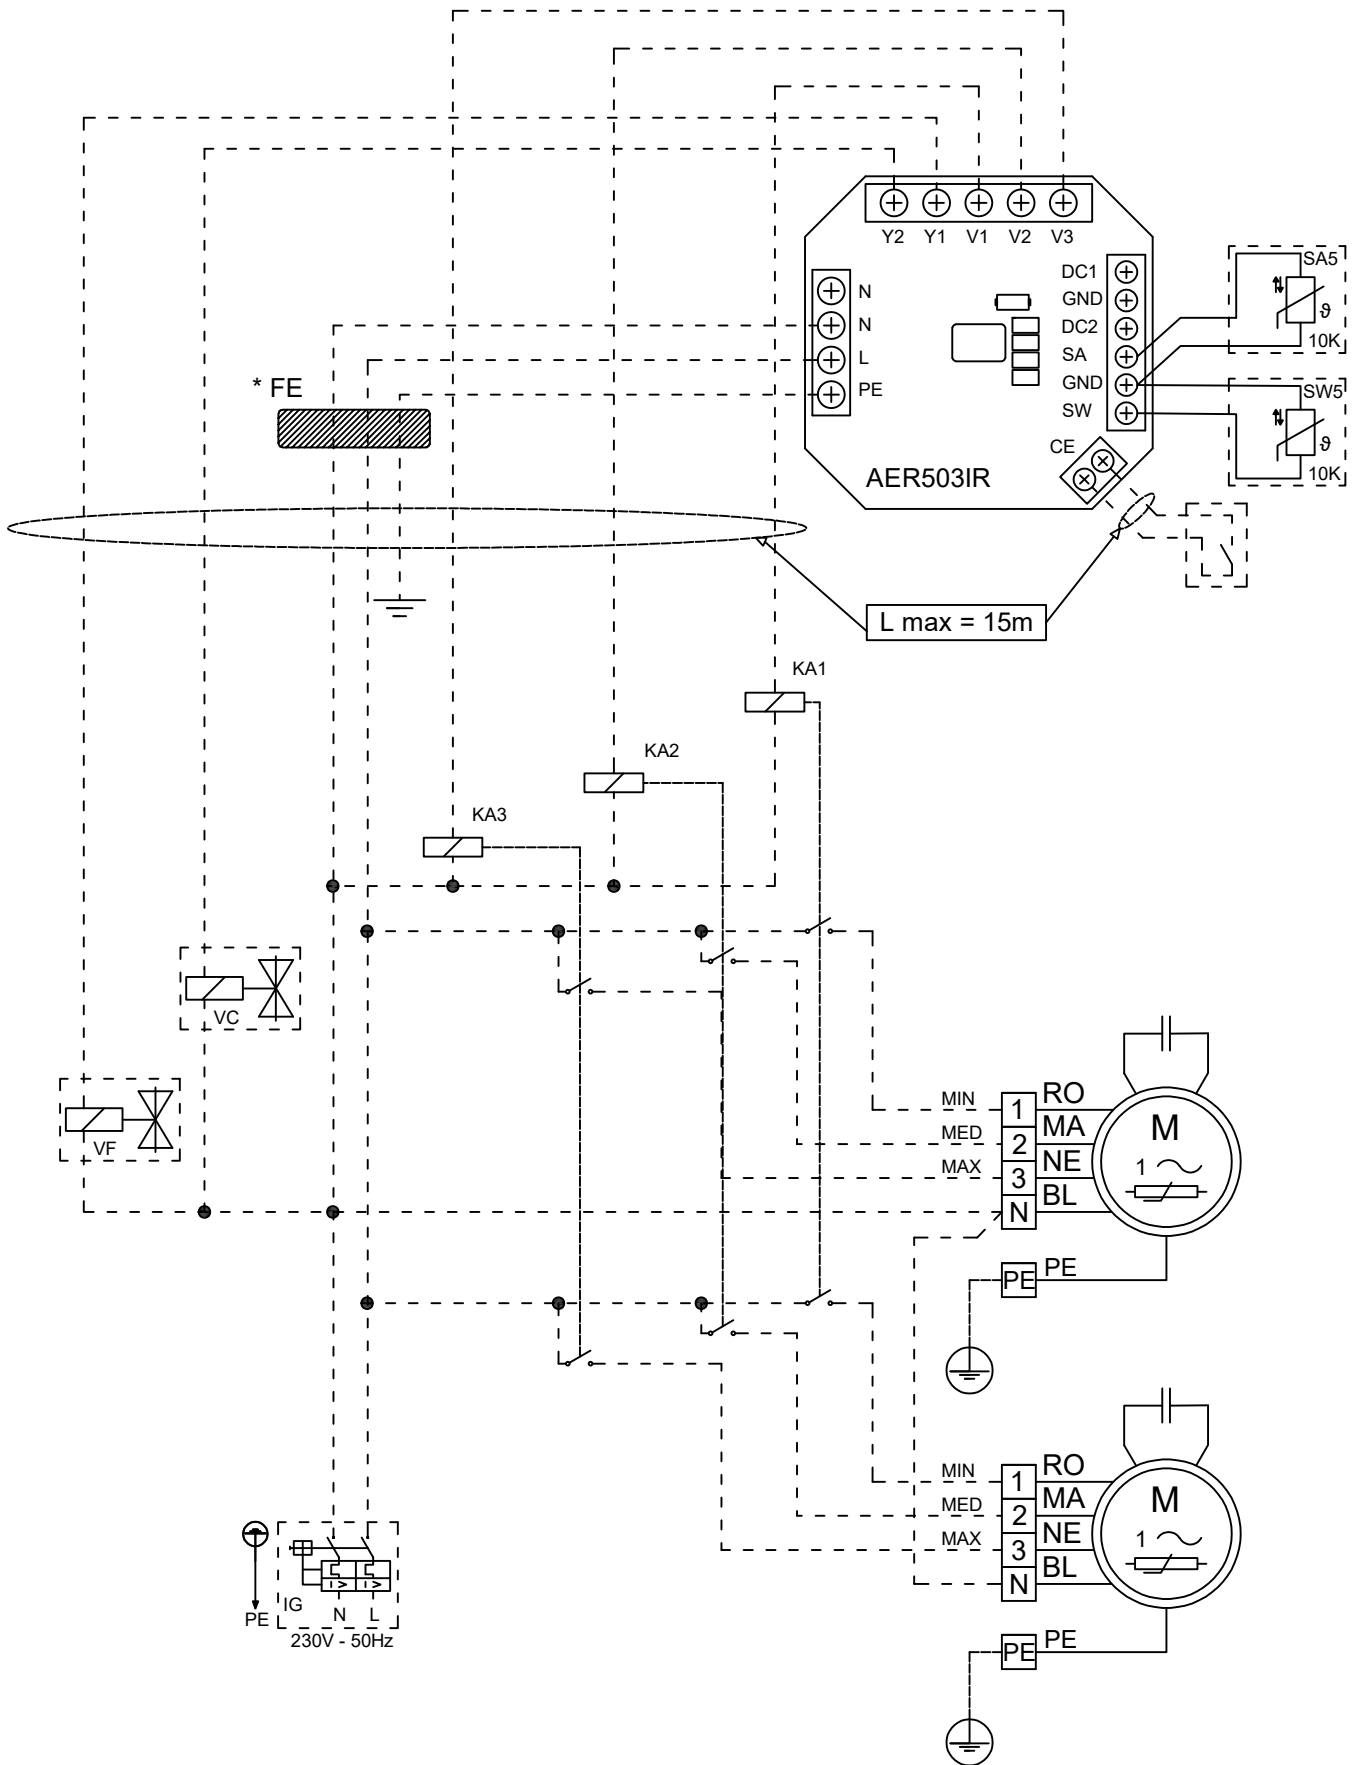 Y2 Y1 V1 V2 V3
N
N
L
PE
DC1
GND
DC2
SA
GND
SW
CE
AER503IR
SA5
ϑ
10K
SW5
ϑ
10K
* FE
L max = 15m
KA1
KA2
KA3
VC
VF
MIN 1 RO
MED 2 MA
MAX 3 NE
N BL
M
1
PE PE
MIN 1 RO
MED 2 MA
MAX 3 NE
N BL
M
1
PE PE
PE
IG
I> I>
N L
230V - 50Hz